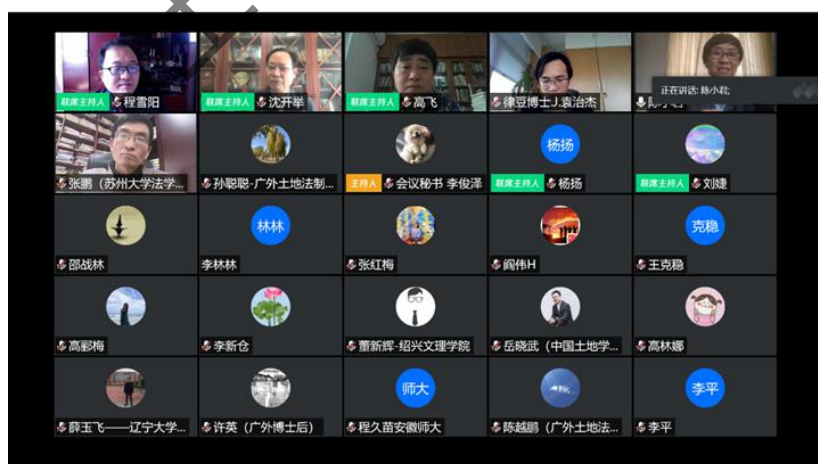 联席主持人 程雪阳
联席主持人 沈开举
联席主持人 高飞
律豆博士J.袁治杰
正在讲话: 陈小君;
张鹏（苏州大学法学...
孙聪聪-广外土地法制...
主持人 会议秘书 李俊泽
杨扬
联席主持人 杨扬
联席主持人 刘婕
邵战林
林林
李林林
张红梅
阎伟H
克稳
王克稳
高郾梅
李新仓
董新辉-绍兴文理学院
岳晓武（中国土地学...
高林娜
薛玉飞——辽宁大学...
许英（广外博士后）
师大
程久苗安徽师大
陈越鹏（广外土地法...
李平
李平